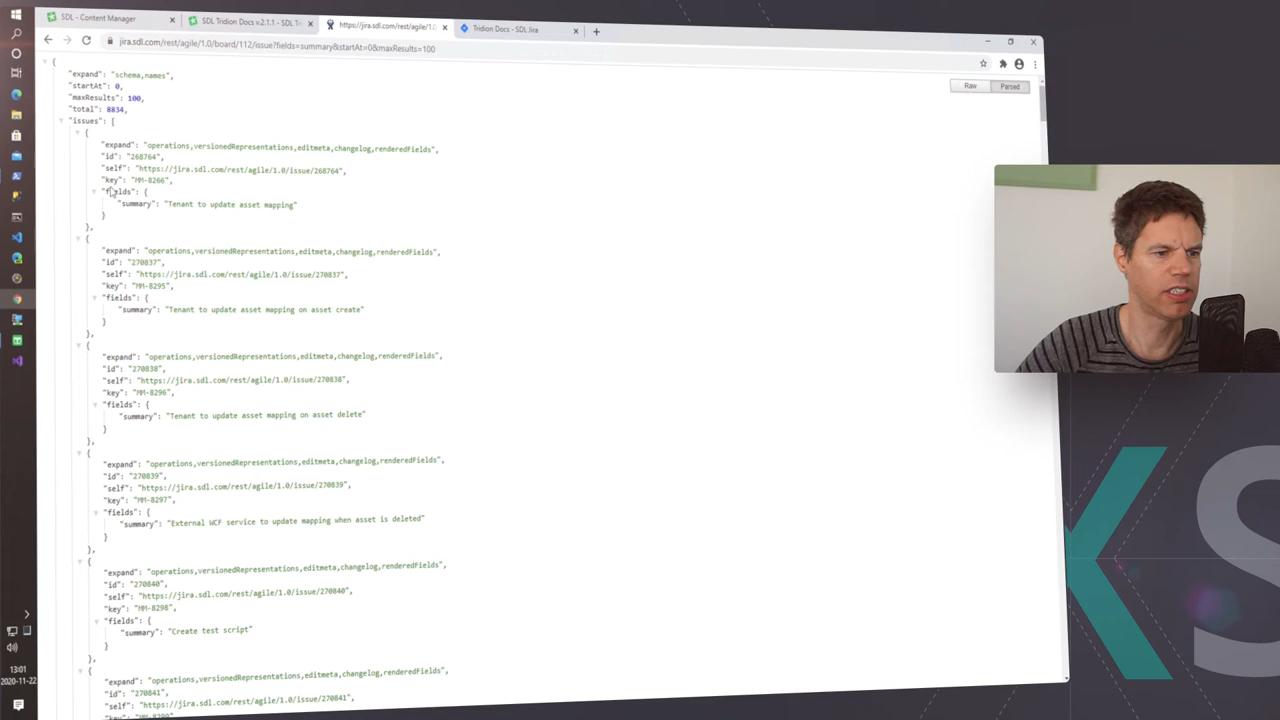 SDL - Content Manager
SDL Tridion Docs v.2.1.1 - SDL Tri
https://jira.sdl.com/rest/agile/1.0
Tridion Docs - SDL Jira
jira.sdl.com/rest/agile/1.0/board/112/issue?fields=summary&startAt=0&maxResults=100
Raw
Parsed
{
"expand": "schema,names",
"startAt": 0,
"maxResults": 100,
"total": 8834,
"issues": [
{
"expand": "operations,versionedRepresentations,editmeta,changelog,renderedFields",
"id": "268764",
"self": "https://jira.sdl.com/rest/agile/1.0/issue/268764",
"key": "MM-8266",
"fields": {
"summary": "Tenant to update asset mapping"
}
},
{
"expand": "operations,versionedRepresentations,editmeta,changelog,renderedFields",
"id": "270837",
"self": "https://jira.sdl.com/rest/agile/1.0/issue/270837",
"key": "MM-8295",
"fields": {
"summary": "Tenant to update asset mapping on asset create"
}
},
{
"expand": "operations,versionedRepresentations,editmeta,changelog,renderedFields",
"id": "270838",
"self": "https://jira.sdl.com/rest/agile/1.0/issue/270838",
"key": "MM-8296",
"fields": {
"summary": "Tenant to update asset mapping on asset delete"
}
},
{
"expand": "operations,versionedRepresentations,editmeta,changelog,renderedFields",
"id": "270839",
"self": "https://jira.sdl.com/rest/agile/1.0/issue/270839",
"key": "MM-8297",
"fields": {
"summary": "External WCF service to update mapping when asset is deleted"
}
},
{
"expand": "operations,versionedRepresentations,editmeta,changelog,renderedFields",
"id": "270840",
"self": "https://jira.sdl.com/rest/agile/1.0/issue/270840",
"key": "MM-8298",
"fields": {
"summary": "Create test script"
}
},
{
"expand": "operations,versionedRepresentations,editmeta,changelog,renderedFields",
"id": "270841",
"self": "https://jira.sdl.com/rest/agile/1.0/issue/270841",
13:01
2020-11-22
KS